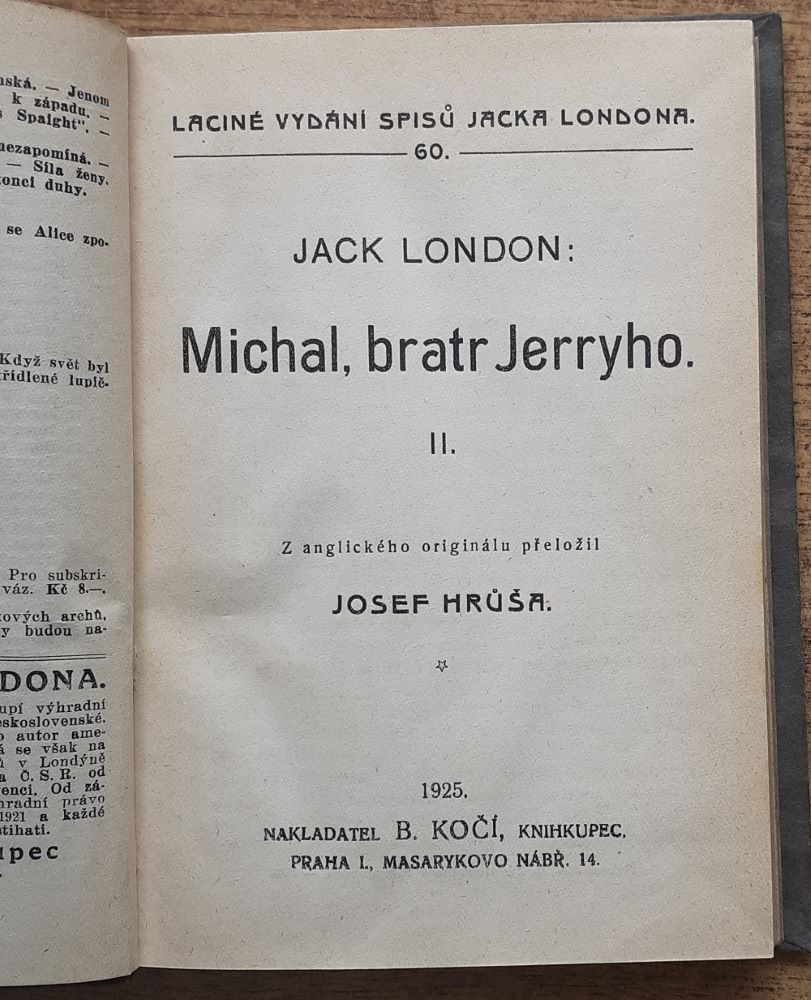 nská. — Jenom
k západu. —
s Spaight“. —
nezapomíná. —
— Síla ženy.
konci duhy.
se Alice zpo-
Když svět byl
křídlené lupič-
Pro subskri-
váz. Kč 8.—.
kových archů,
y budou na-
DONA.
upí výhradní
eskoslovenské.
o autor ame-
á se však na
ů v Londýně
a Č. S. R. od
venci. Od zá-
hradní právo
1921 a každé
stihati.
upec
LACINÉ VYDÁNÍ SPISŮ JACKA LONDONA.
60.
JACK LONDON:
Michal, bratr Jerryho.
II.
Z anglického originálu přeložil
JOSEF HRŮŠA.
1925.
NAKLADATEL B. KOČÍ, KNIHKUPEC,
PRAHA I., MASARYKOVO NÁBŘ. 14.